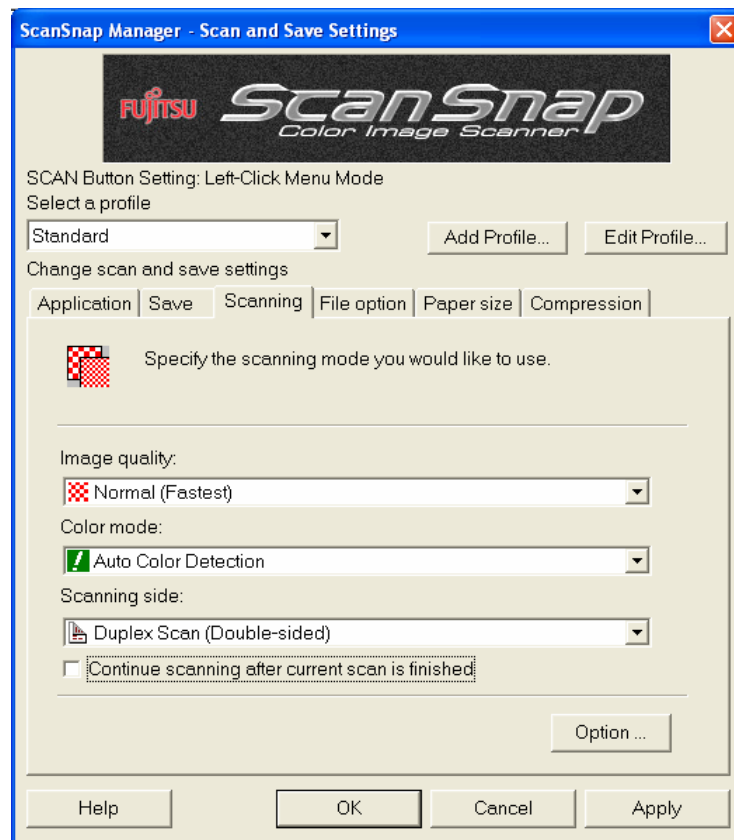 ScanSnap Manager - Scan and Save Settings
FUJITSU ScanSnap
Color Image Scanner
SCAN Button Setting: Left-Click Menu Mode
Select a profile
Standard
Add Profile...
Edit Profile...
Change scan and save settings
Application Save Scanning File option Paper size Compression
Specify the scanning mode you would like to use.
Image quality:
Normal (Fastest)
Color mode:
Auto Color Detection
Scanning side:
Duplex Scan (Double-sided)
Continue scanning after current scan is finished
Option ...
Help OK Cancel Apply